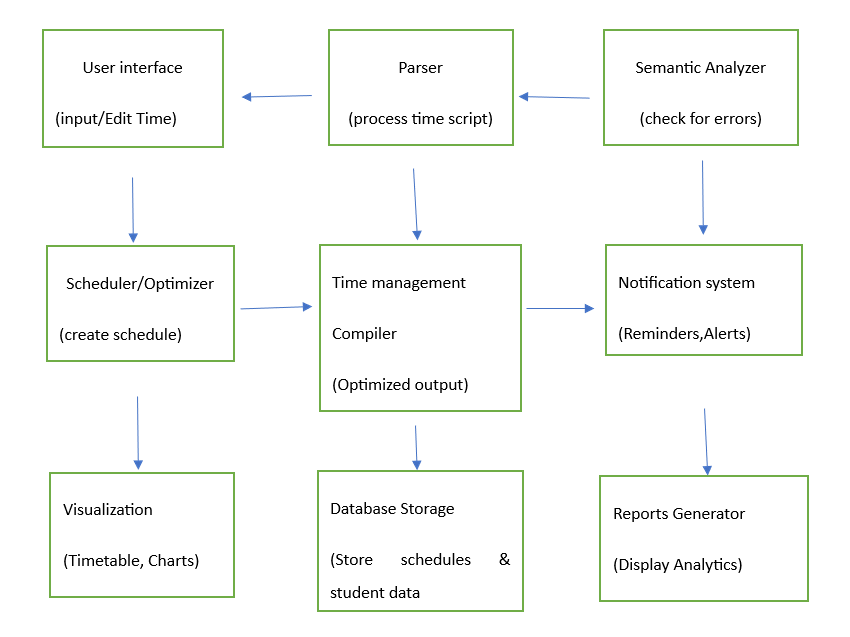 User interface
(input/Edit Time)
Parser
(process time script)
Semantic Analyzer
(check for errors)
Scheduler/Optimizer
(create schedule)
Time management
Compiler
(Optimized output)
Notification system
(Reminders,Alerts)
Visualization
(Timetable, Charts)
Database Storage
(Store schedules &
student data
Reports Generator
(Display Analytics)